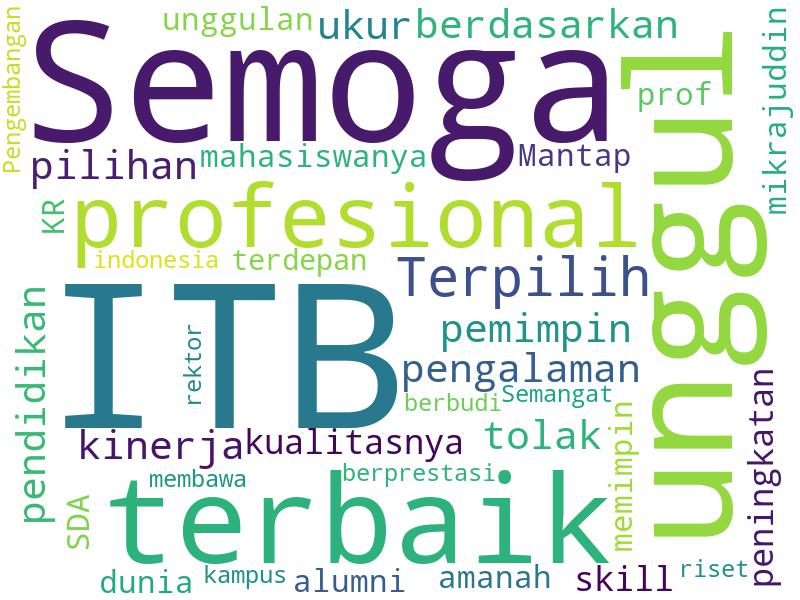 Pengembangan
unggulan
ukur
berdasarkan
mikrajuddin
Semoga
unggul
prof
pilihan
mahasiswanya
Mantap
KR
profesional
indonesia
terdepan
Terpilih
ITB
rektor
pendidikan
pemimpin
pengalaman
berbudi
Semangat
kinerja
kualitasnya
tolak
memimpin
peningkatan
membawa
berprestasi
SDA
terbaik
dunia
kampus
alumni
amanah
skill
riset